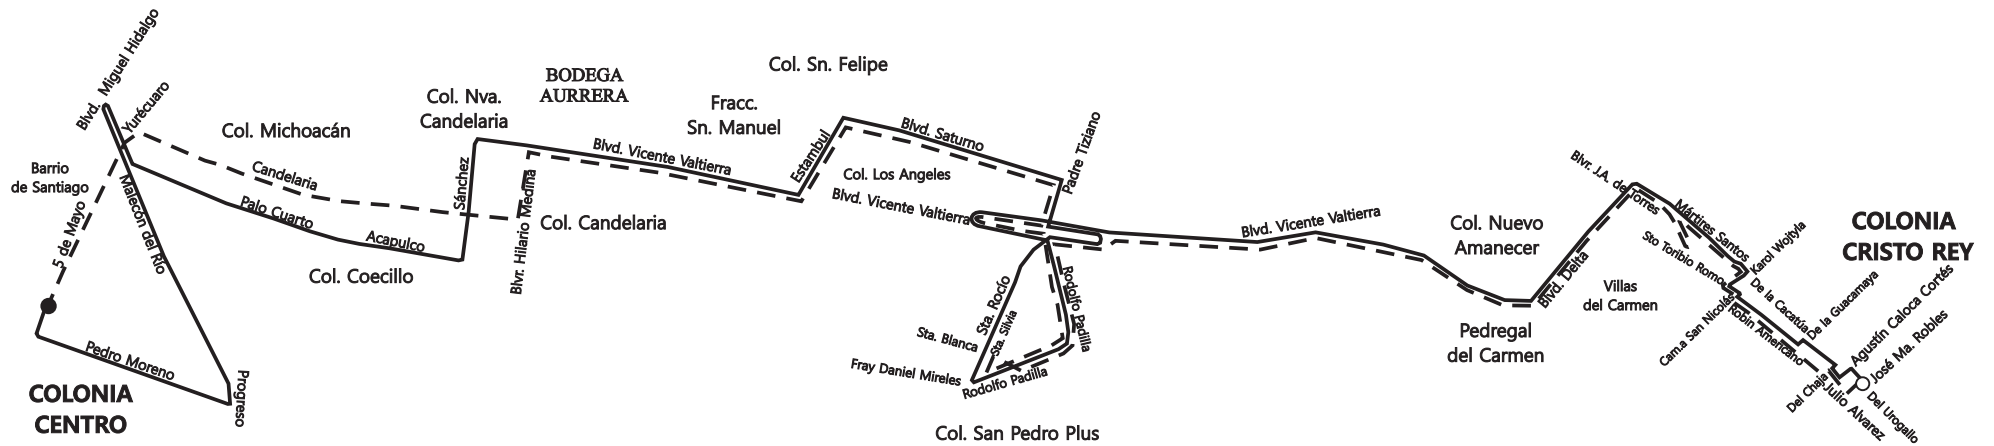 Blvd. Miguel Hidalgo
Yurécuaro
Col. Michoacán
Barrio
de Santiago
5 de Mayo
Malecón del Río
Pedro Moreno
Progreso
COLONIA
CENTRO
Candelaria
Palo Cuarto
Acapulco
Col. Coecillo
Col. Nva.
Candelaria
Sánchez
BODEGA
AURRERA
Blvr. Hilario Medina
Col. Candelaria
Blvd. Vicente Valtierra
Fracc.
Sn. Manuel
Col. Sn. Felipe
Estambul
Blvd. Saturno
Col. Los Angeles
Padre Tiziano
Blvd. Vicente Valtierra
Sta. Rocío
Sta. Silvia
Sta. Blanca
Fray Daniel Mireles
Rodolfo Padilla
Rodolfo Padilla
Col. San Pedro Plus
Blvd. Vicente Valtierra
Col. Nuevo
Amanecer
Pedregal
del Carmen
Blvd. Delta
Blvr. J.A. de Torres
Mártires Santos
Sto Toribio Romo
Villas
del Carmen
Karol Wojtyla
De la Cacatúa
De la Guacamaya
Cam.a San Nicolás
Robin Americano
COLONIA
CRISTO REY
Agustín Caloca Cortés
José Ma. Robles
Del Chaja
Julio Alvarez
Del Urogallo